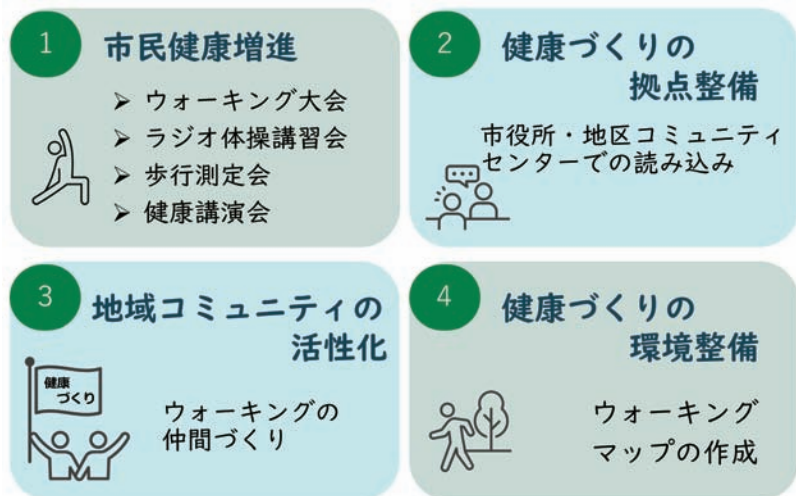 1
市民健康増進
➢ ウォーキング大会
➢ ラジオ体操講習会
➢ 歩行測定会
➢ 健康講演会
2
健康づくりの
拠点整備
市役所・地区コミュニティ
センターでの読み込み
3
地域コミュニティの
活性化
健康
づくり
ウォーキングの
仲間づくり
4
健康づくりの
環境整備
ウォーキング
マップの作成